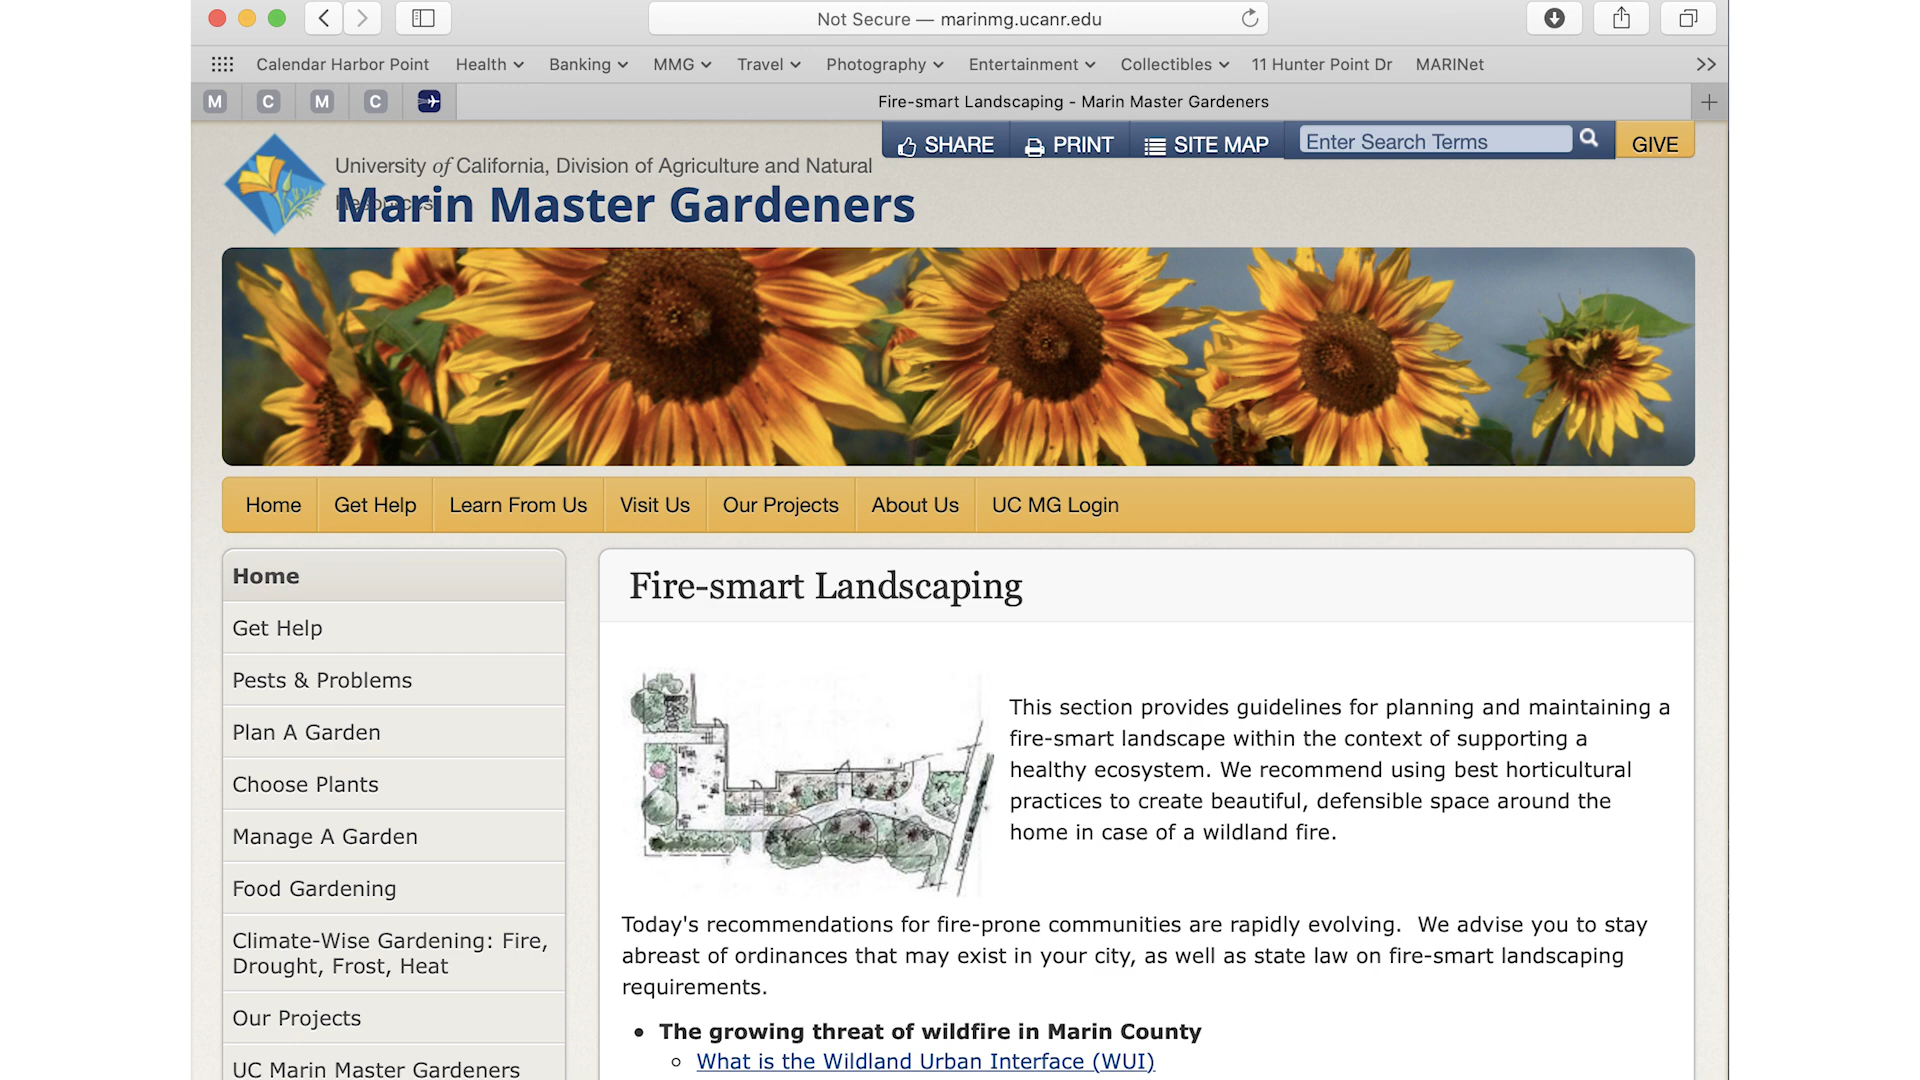 Not Secure — marinmg.ucanr.edu
Calendar Harbor Point Health Banking MMG Travel Photography Entertainment Collectibles 11 Hunter Point Dr MARINet
M C M C Fire-smart Landscaping - Marin Master Gardeners
SHARE PRINT SITE MAP Enter Search Terms GIVE
University of California, Division of Agriculture and Natural
Resources
Marin Master Gardeners
Home Get Help Learn From Us Visit Us Our Projects About Us UC MG Login
Home
Get Help
Pests & Problems
Plan A Garden
Choose Plants
Manage A Garden
Food Gardening
Climate-Wise Gardening: Fire,
Drought, Frost, Heat
Our Projects
UC Marin Master Gardeners
Fire-smart Landscaping
This section provides guidelines for planning and maintaining a
fire-smart landscape within the context of supporting a
healthy ecosystem. We recommend using best horticultural
practices to create beautiful, defensible space around the
home in case of a wildland fire.
Today's recommendations for fire-prone communities are rapidly evolving.  We advise you to stay
abreast of ordinances that may exist in your city, as well as state law on fire-smart landscaping
requirements.
The growing threat of wildfire in Marin County
What is the Wildland Urban Interface (WUI)